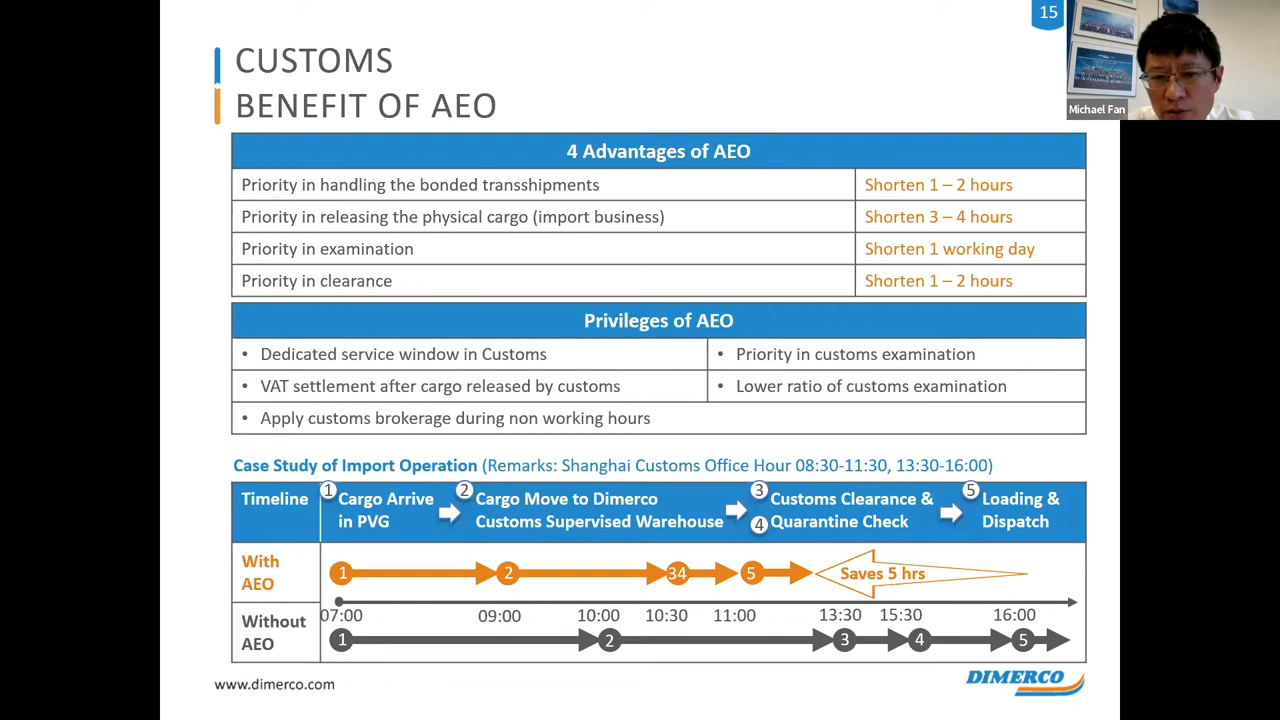 15
Michael Fan
CUSTOMS
BENEFIT OF AEO
4 Advantages of AEO
Priority in handling the bonded transshipments Shorten 1 – 2 hours
Priority in releasing the physical cargo (import business) Shorten 3 – 4 hours
Priority in examination Shorten 1 working day
Priority in clearance Shorten 1 – 2 hours
Privileges of AEO
• Dedicated service window in Customs • Priority in customs examination
• VAT settlement after cargo released by customs • Lower ratio of customs examination
• Apply customs brokerage during non working hours
Case Study of Import Operation (Remarks: Shanghai Customs Office Hour 08:30-11:30, 13:30-16:00)
Timeline
1 Cargo Arrive
in PVG
2 Cargo Move to Dimerco
Customs Supervised Warehouse
3 Customs Clearance &
4 Quarantine Check
5 Loading &
Dispatch
With
AEO
1 2 34 5 Saves 5 hrs
07:00 09:00 10:00 10:30 11:00 13:30 15:30 16:00
Without
AEO
1 2 3 4 5
www.dimerco.com
DIMERCO